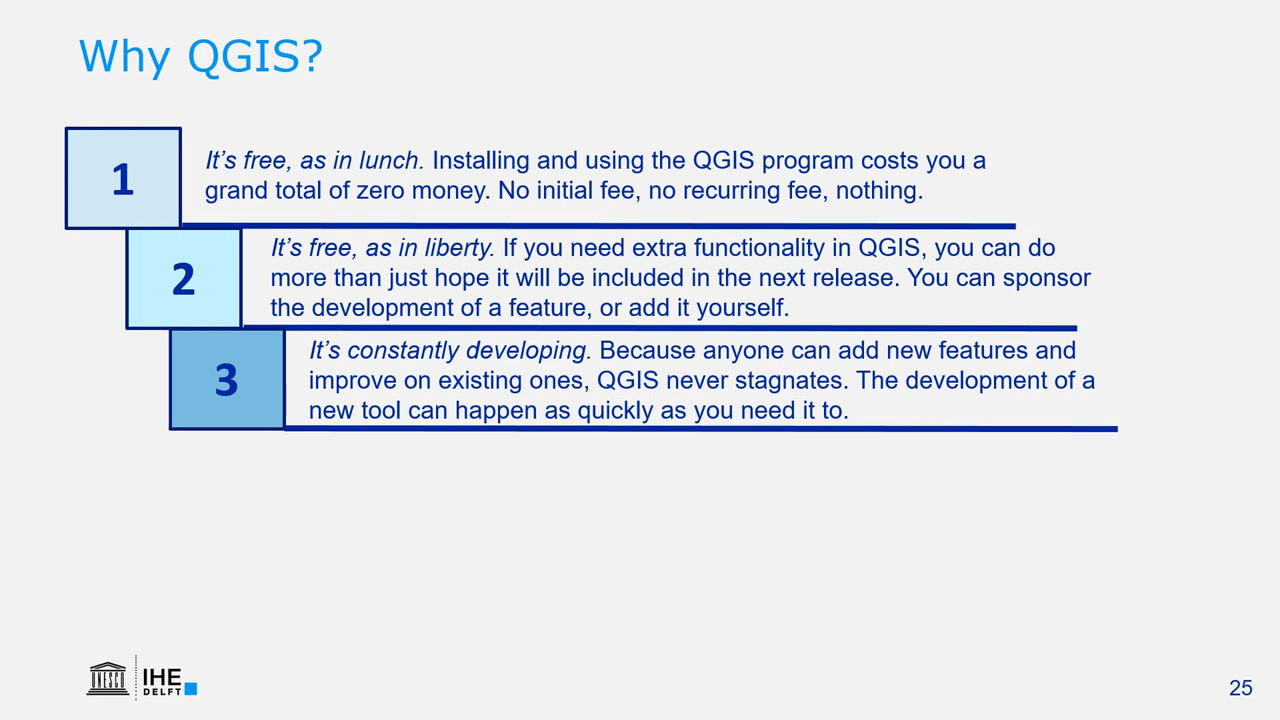 Why QGIS?
1
It’s free, as in lunch. Installing and using the QGIS program costs you a
grand total of zero money. No initial fee, no recurring fee, nothing.
2
It’s free, as in liberty. If you need extra functionality in QGIS, you can do
more than just hope it will be included in the next release. You can sponsor
the development of a feature, or add it yourself.
3
It’s constantly developing. Because anyone can add new features and
improve on existing ones, QGIS never stagnates. The development of a
new tool can happen as quickly as you need it to.
UNESCO
IHE
DELFT
25